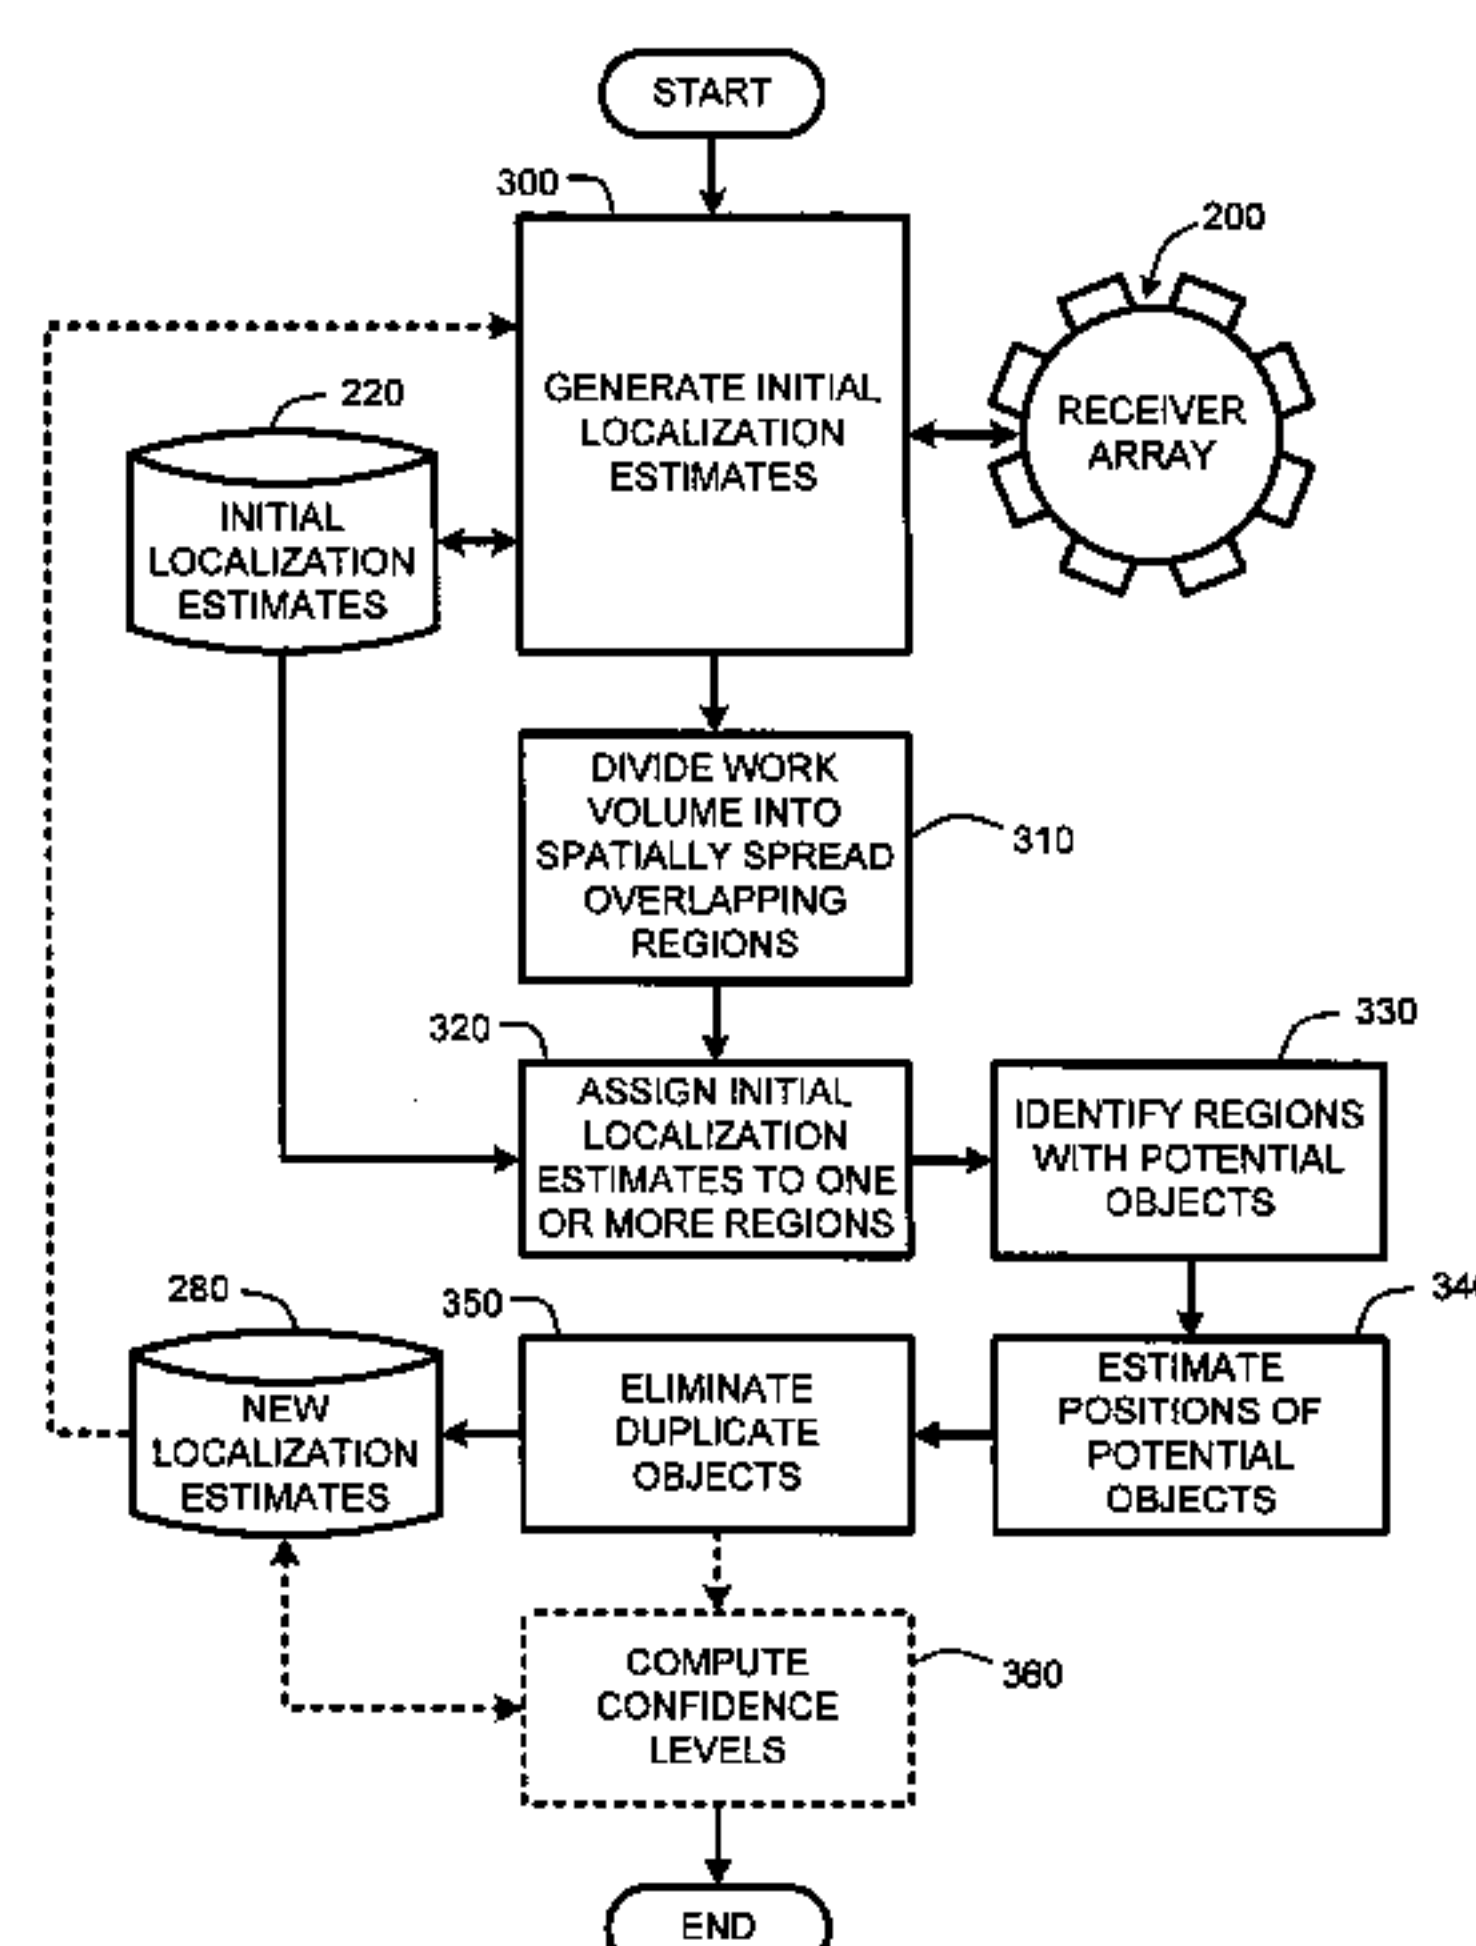 START
300
200
GENERATE INITIAL
LOCALIZATION
ESTIMATES
RECEIVER
ARRAY
220
INITIAL
LOCALIZATION
ESTIMATES
DIVIDE WORK
VOLUME INTO
SPATIALLY SPREAD
OVERLAPPING
REGIONS
310
320
ASSIGN INITIAL
LOCALIZATION
ESTIMATES TO ONE
OR MORE REGIONS
330
IDENTIFY REGIONS
WITH POTENTIAL
OBJECTS
340
ESTIMATE
POSITIONS OF
POTENTIAL
OBJECTS
350
ELIMINATE
DUPLICATE
OBJECTS
280
NEW
LOCALIZATION
ESTIMATES
COMPUTE
CONFIDENCE
LEVELS
360
END